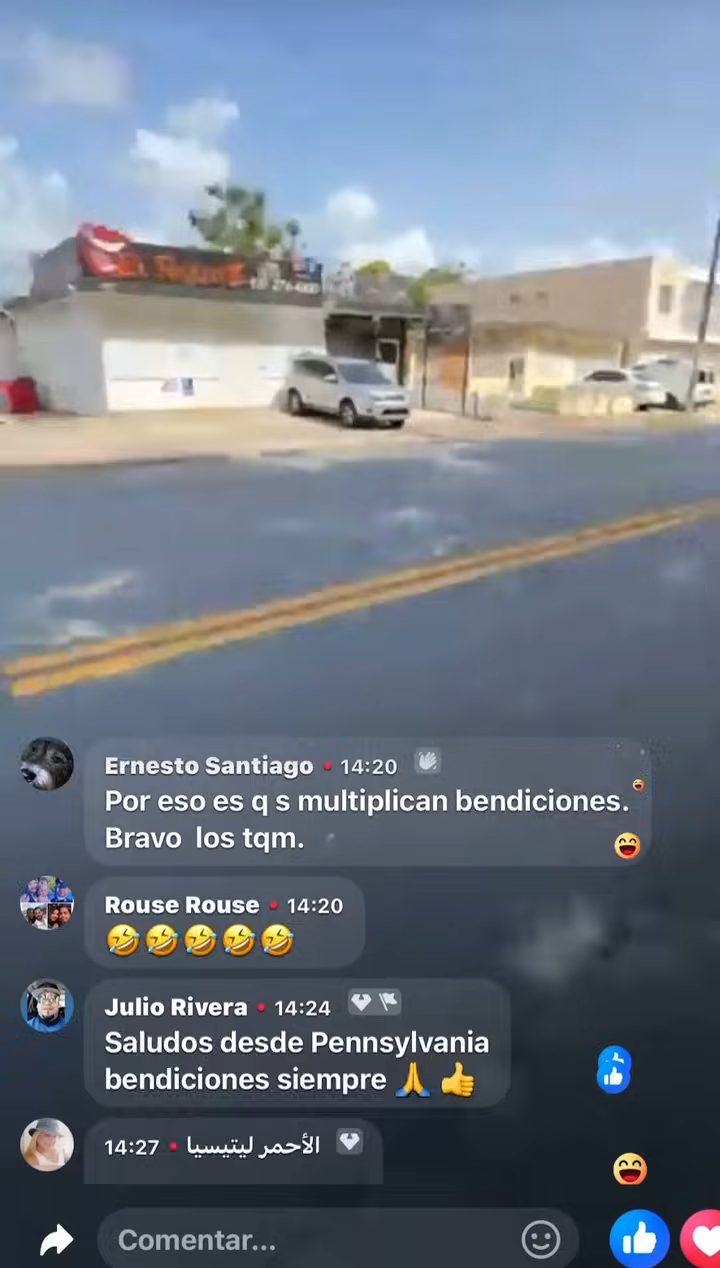 Ernesto Santiago • 14:20
Por eso es q s multiplican bendiciones.
Bravo los tqm.
Rouse Rouse • 14:20
🤣🤣🤣🤣🤣
Julio Rivera • 14:24
Saludos desde Pennsylvania
bendiciones siempre 🙏 👍
الأحمر ليتيسيا • 14:27
Comentar...